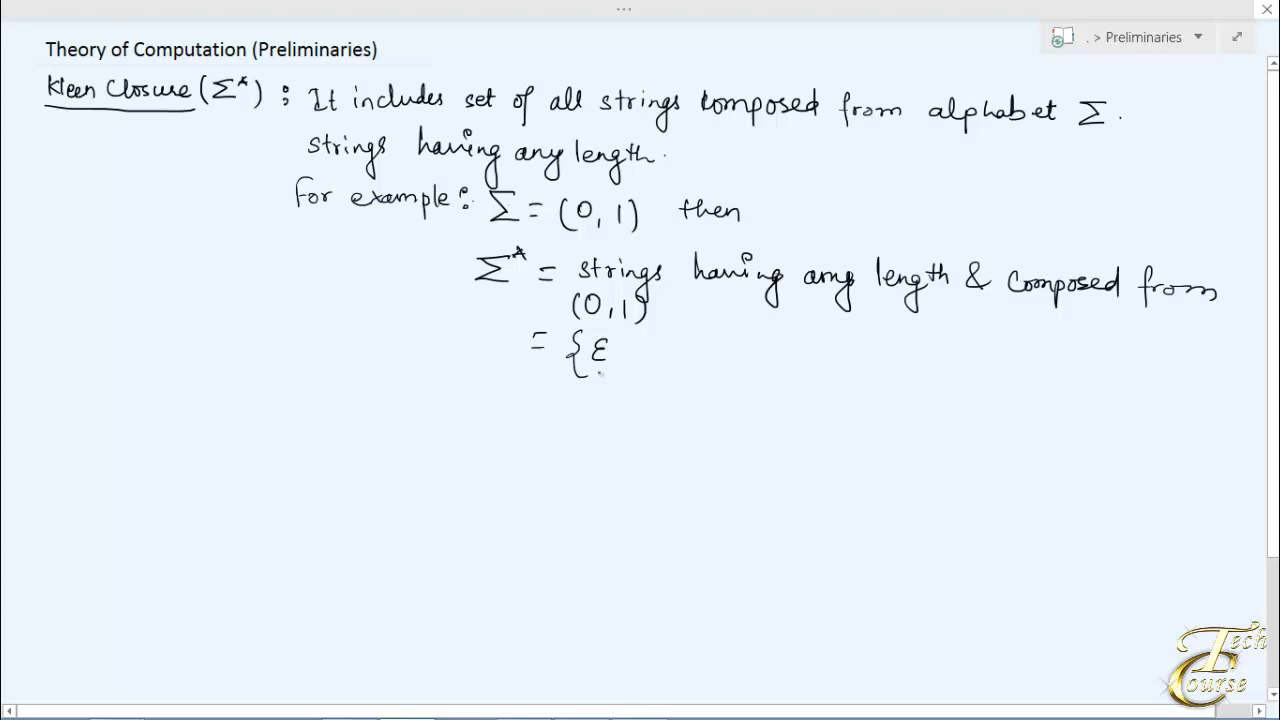 ...
. > Preliminaries
Theory of Computation (Preliminaries)
Kleen Closure (Σ*) : It includes set of all strings composed from alphabet Σ.
strings having any length.
For example: Σ = (0, 1) then
Σ* = strings having any length & composed from
(0, 1)
= {ε
Tech
Course